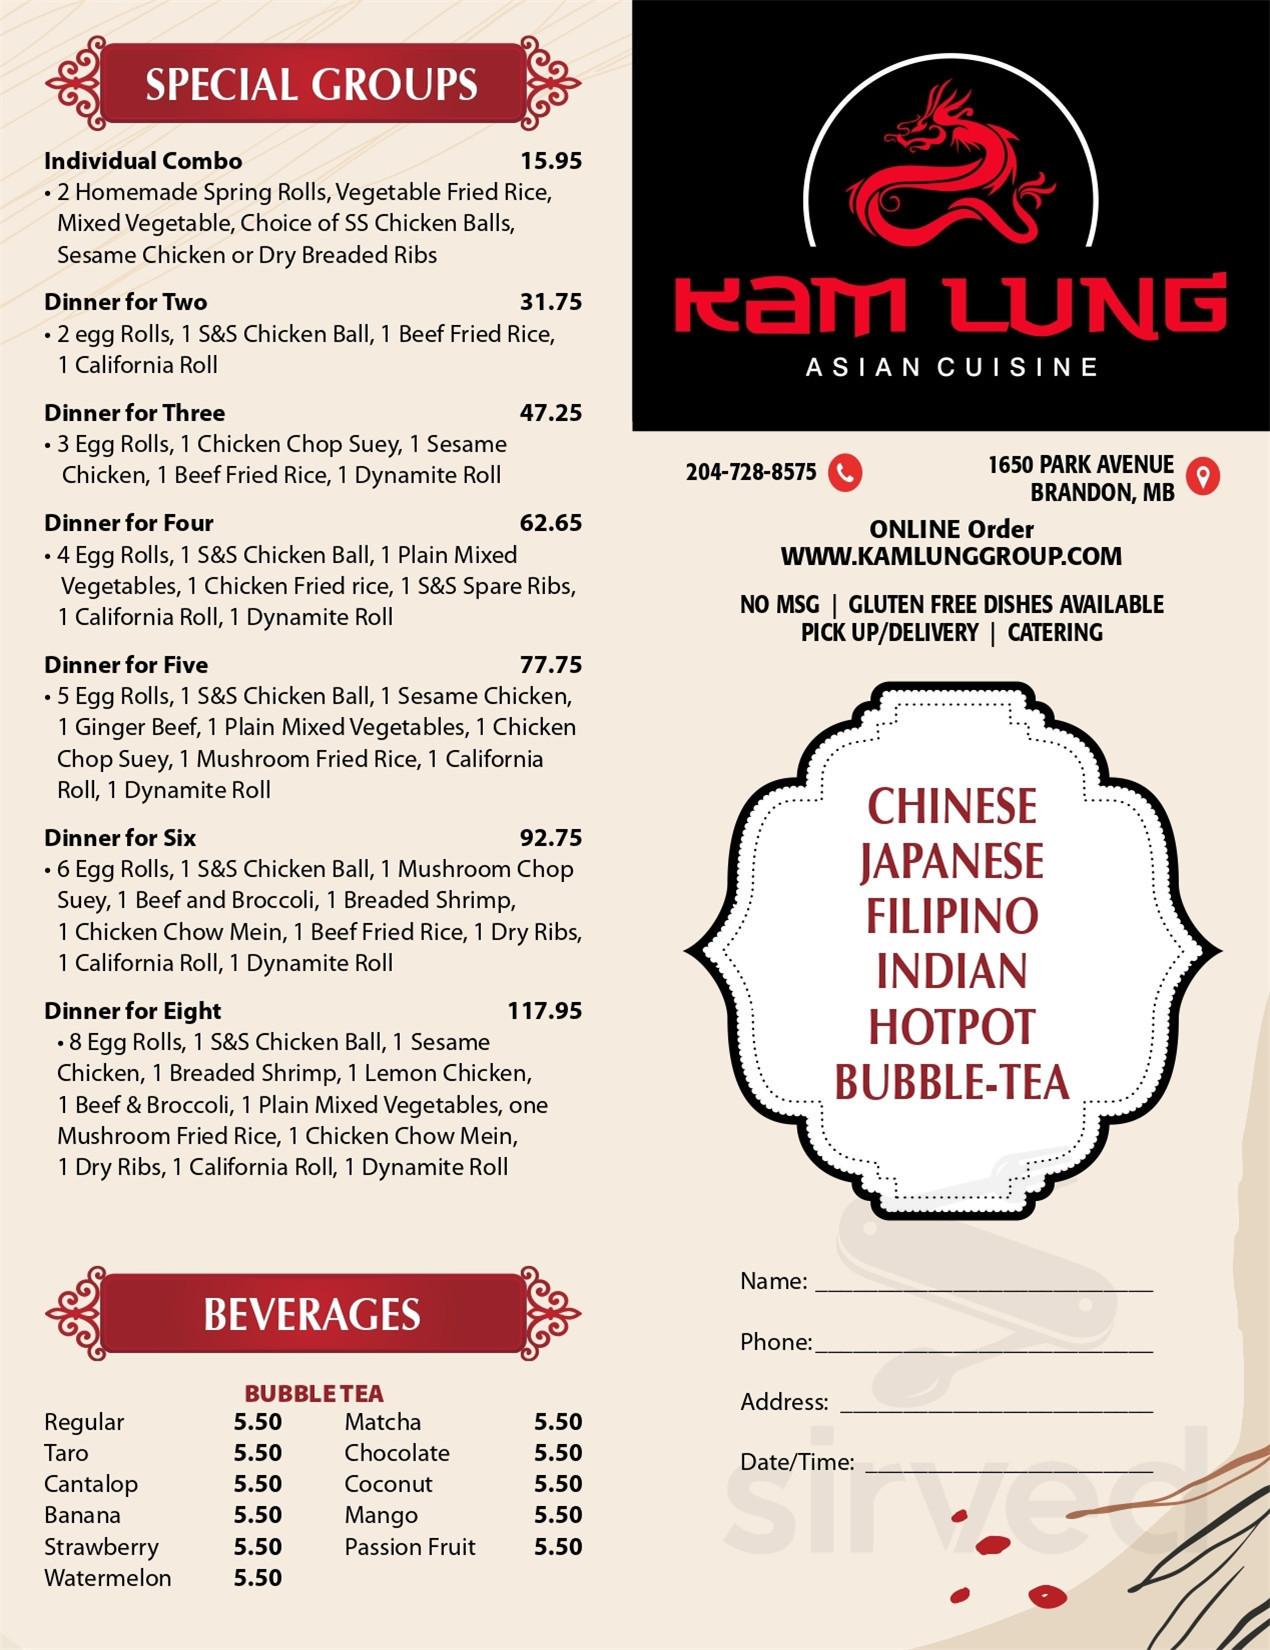 SPECIAL GROUPS
Individual Combo 15.95
• 2 Homemade Spring Rolls, Vegetable Fried Rice,
Mixed Vegetable, Choice of SS Chicken Balls,
Sesame Chicken or Dry Breaded Ribs
Dinner for Two 31.75
• 2 egg Rolls, 1 S&S Chicken Ball, 1 Beef Fried Rice,
1 California Roll
Dinner for Three 47.25
• 3 Egg Rolls, 1 Chicken Chop Suey, 1 Sesame
Chicken, 1 Beef Fried Rice, 1 Dynamite Roll
Dinner for Four 62.65
• 4 Egg Rolls, 1 S&S Chicken Ball, 1 Plain Mixed
Vegetables, 1 Chicken Fried rice, 1 S&S Spare Ribs,
1 California Roll, 1 Dynamite Roll
Dinner for Five 77.75
• 5 Egg Rolls, 1 S&S Chicken Ball, 1 Sesame Chicken,
1 Ginger Beef, 1 Plain Mixed Vegetables, 1 Chicken
Chop Suey, 1 Mushroom Fried Rice, 1 California
Roll, 1 Dynamite Roll
Dinner for Six 92.75
• 6 Egg Rolls, 1 S&S Chicken Ball, 1 Mushroom Chop
Suey, 1 Beef and Broccoli, 1 Breaded Shrimp,
1 Chicken Chow Mein, 1 Beef Fried Rice, 1 Dry Ribs,
1 California Roll, 1 Dynamite Roll
Dinner for Eight 117.95
• 8 Egg Rolls, 1 S&S Chicken Ball, 1 Sesame
Chicken, 1 Breaded Shrimp, 1 Lemon Chicken,
1 Beef & Broccoli, 1 Plain Mixed Vegetables, one
Mushroom Fried Rice, 1 Chicken Chow Mein,
1 Dry Ribs, 1 California Roll, 1 Dynamite Roll
BEVERAGES
BUBBLE TEA
Regular 5.50 Matcha 5.50
Taro 5.50 Chocolate 5.50
Cantalop 5.50 Coconut 5.50
Banana 5.50 Mango 5.50
Strawberry 5.50 Passion Fruit 5.50
Watermelon 5.50
KAM LUNG
ASIAN CUISINE
204-728-8575
1650 PARK AVENUE
BRANDON, MB
ONLINE Order
WWW.KAMLUNGGROUP.COM
NO MSG | GLUTEN FREE DISHES AVAILABLE
PICK UP/DELIVERY | CATERING
CHINESE
JAPANESE
FILIPINO
INDIAN
HOTPOT
BUBBLE-TEA
Name:
Phone:
Address:
Date/Time:
sirved